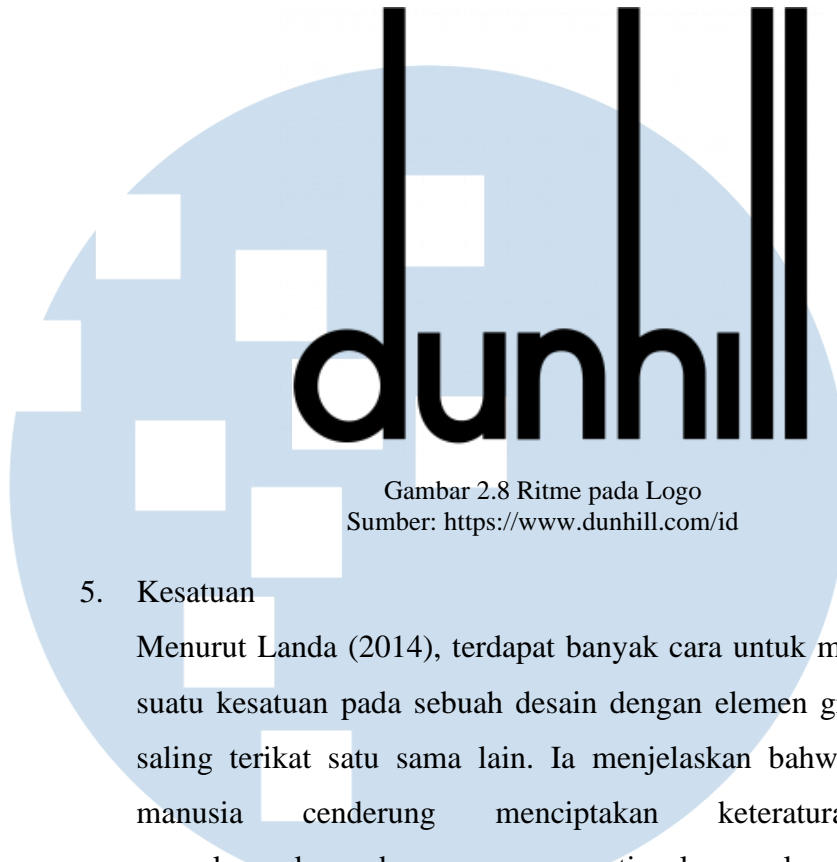 dunhill
Gambar 2.8 Ritme pada Logo
Sumber: https://www.dunhill.com/id
5. Kesatuan
Menurut Landa (2014), terdapat banyak cara untuk
suatu kesatuan pada sebuah desain dengan elemen
saling terikat satu sama lain. Ia menjelaskan
manusia cenderung menciptakan